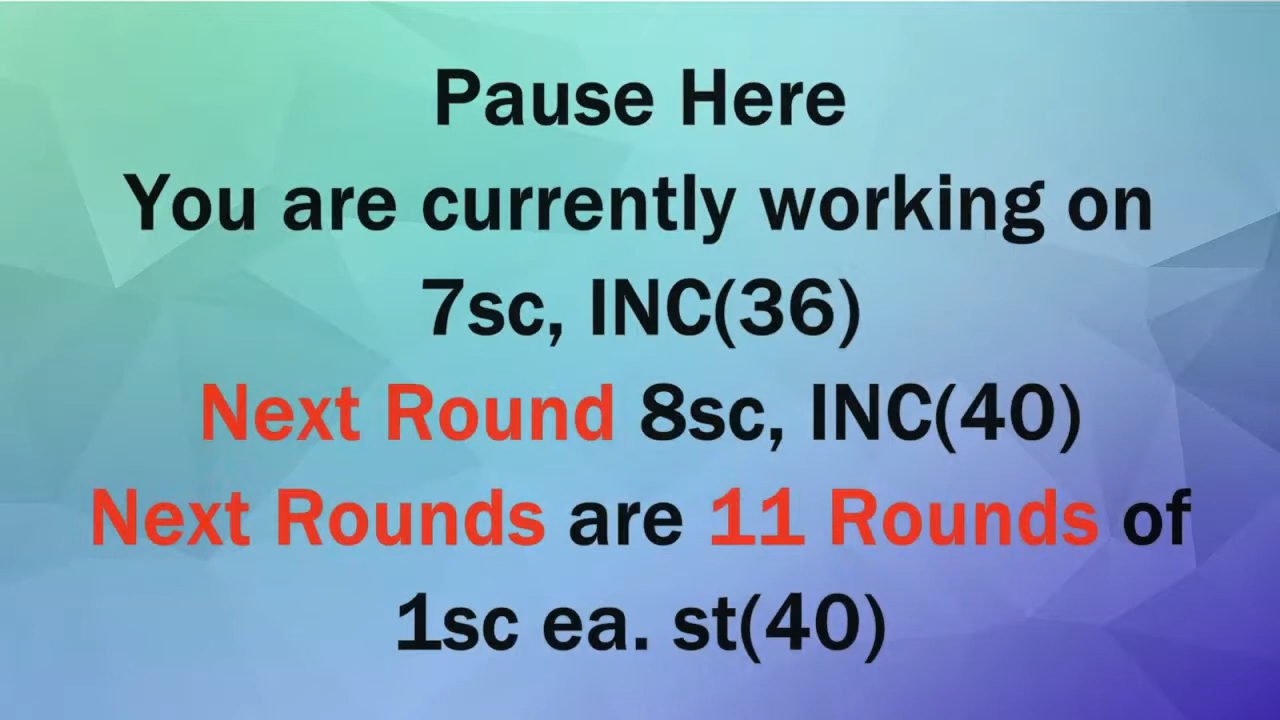 Pause Here
You are currently working on
7sc, INC(36)
Next Round 8sc, INC(40)
Next Rounds are 11 Rounds of
1sc ea. st(40)